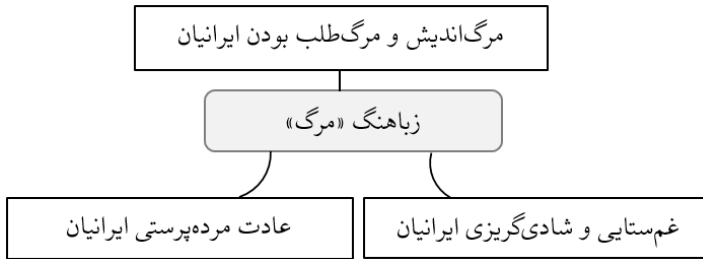 مرگ‌اندیش و مرگ‌طلب بودن ایرانیان
زباهنگ «مرگ»
غم‌ستایی و شادی‌گریزی ایرانیان
عادت مرده‌پرستی ایرانیان